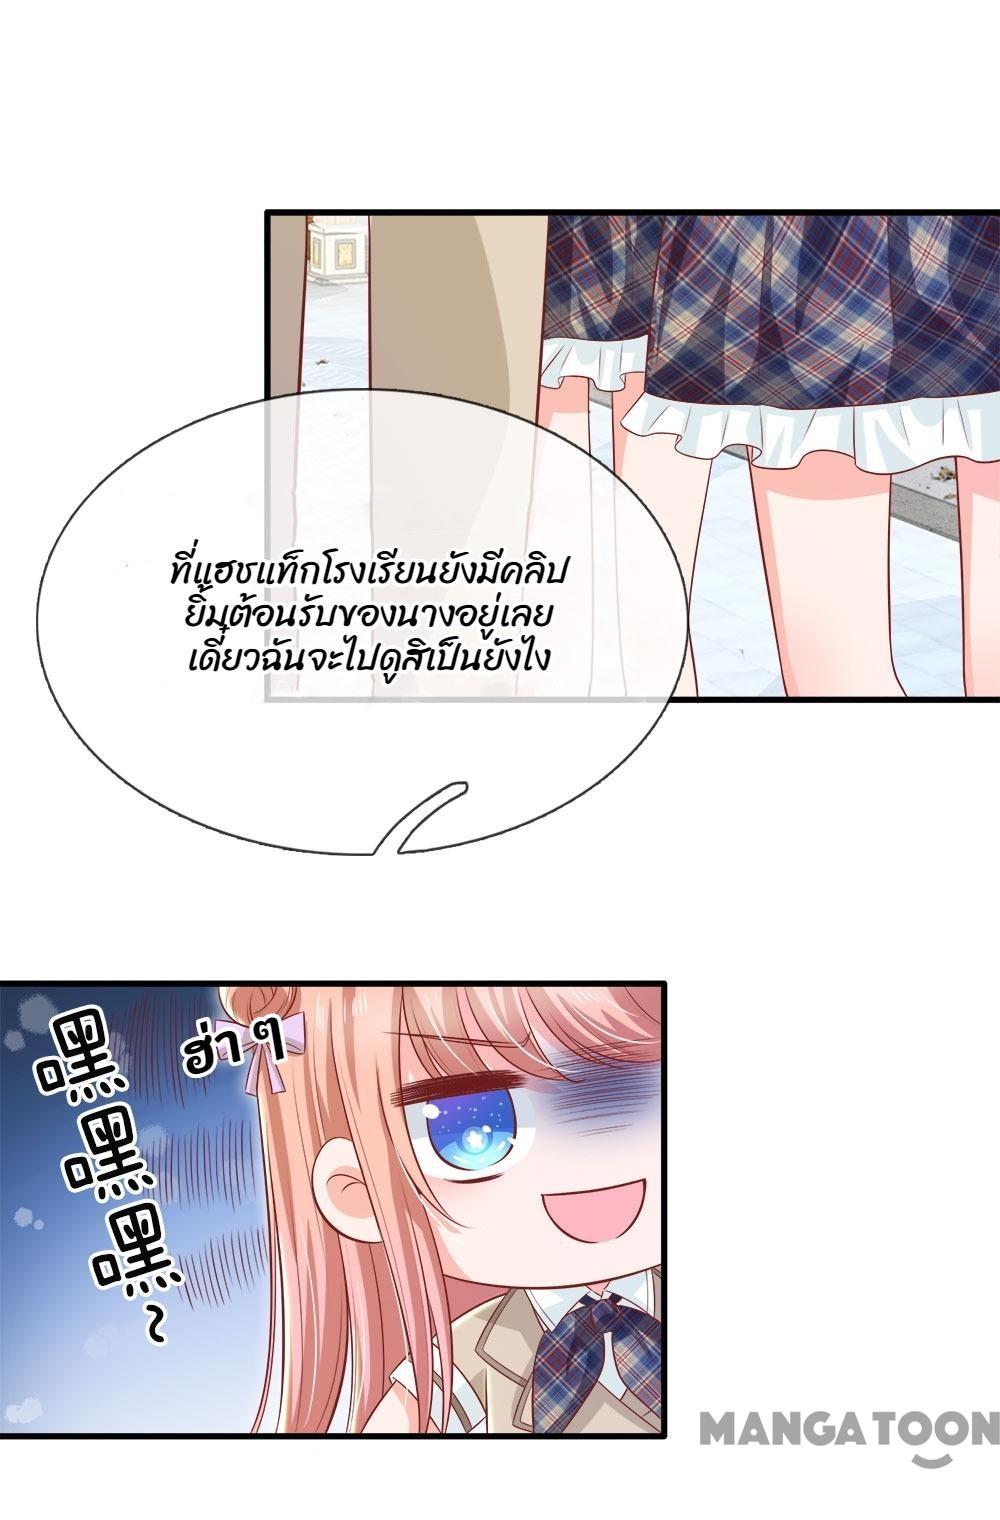 ที่แฮชแท็กโรงเรียนยังมีคลิป
ยิ้มต้อนรับของนางอยู่เลย
เดี๋ยวฉันจะไปดูสิเป็นยังไง
ฮ่า ๆ
嘿
嘿
嘿~
MANGATOON